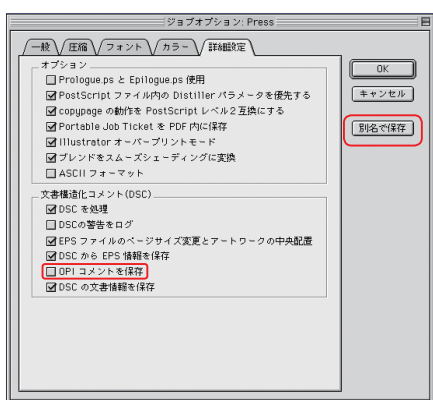 ジョブオプション: Press
一般
圧縮
フォント
カラー
詳細設定
オプション
Prologue.ps と Epilogue.ps 使用
PostScript ファイル内の Distiller パラメータを優先する
copypage の動作を PostScript レベル2 互換にする
Portable Job Ticket を PDF 内に保存
Illustrator オーバープリントモード
ブレンドをスムーズシェーディングに変換
ASCII フォーマット
文書構造化コメント(DSC)
DSC を処理
DSCの警告をログ
EPS ファイルのページサイズ変更とアートワークの中央配置
DSC から EPS 情報を保存
OPI コメントを保存
DSC の文書情報を保存
OK
キャンセル
別名で保存